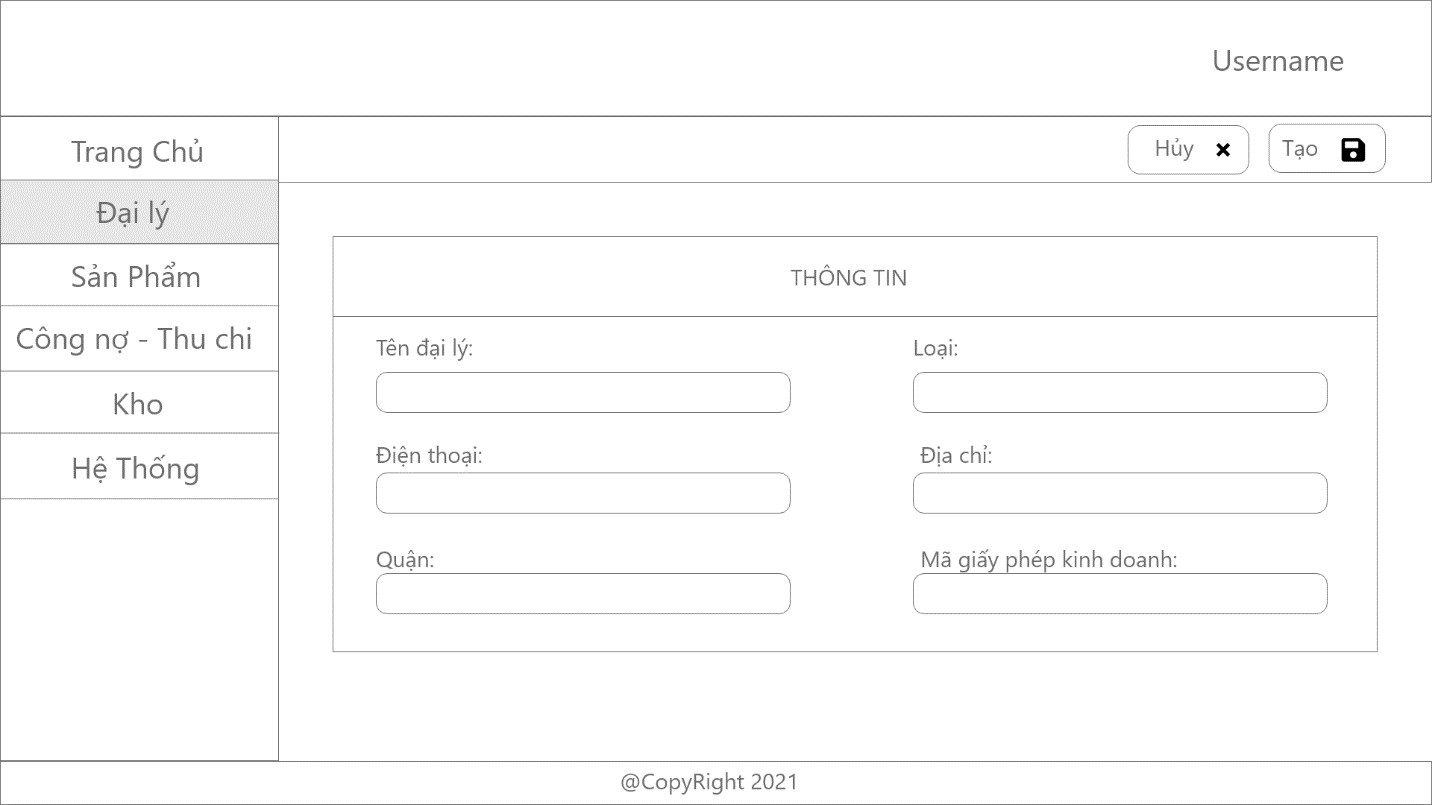 Username
Hủy
Tạo
Trang Chủ
Đại lý
Sản Phẩm
Công nợ - Thu chi
Kho
Hệ Thống
THÔNG TIN
Tên đại lý:
Loại:
Điện thoại:
Địa chỉ:
Quận:
Mã giấy phép kinh doanh:
@CopyRight 2021